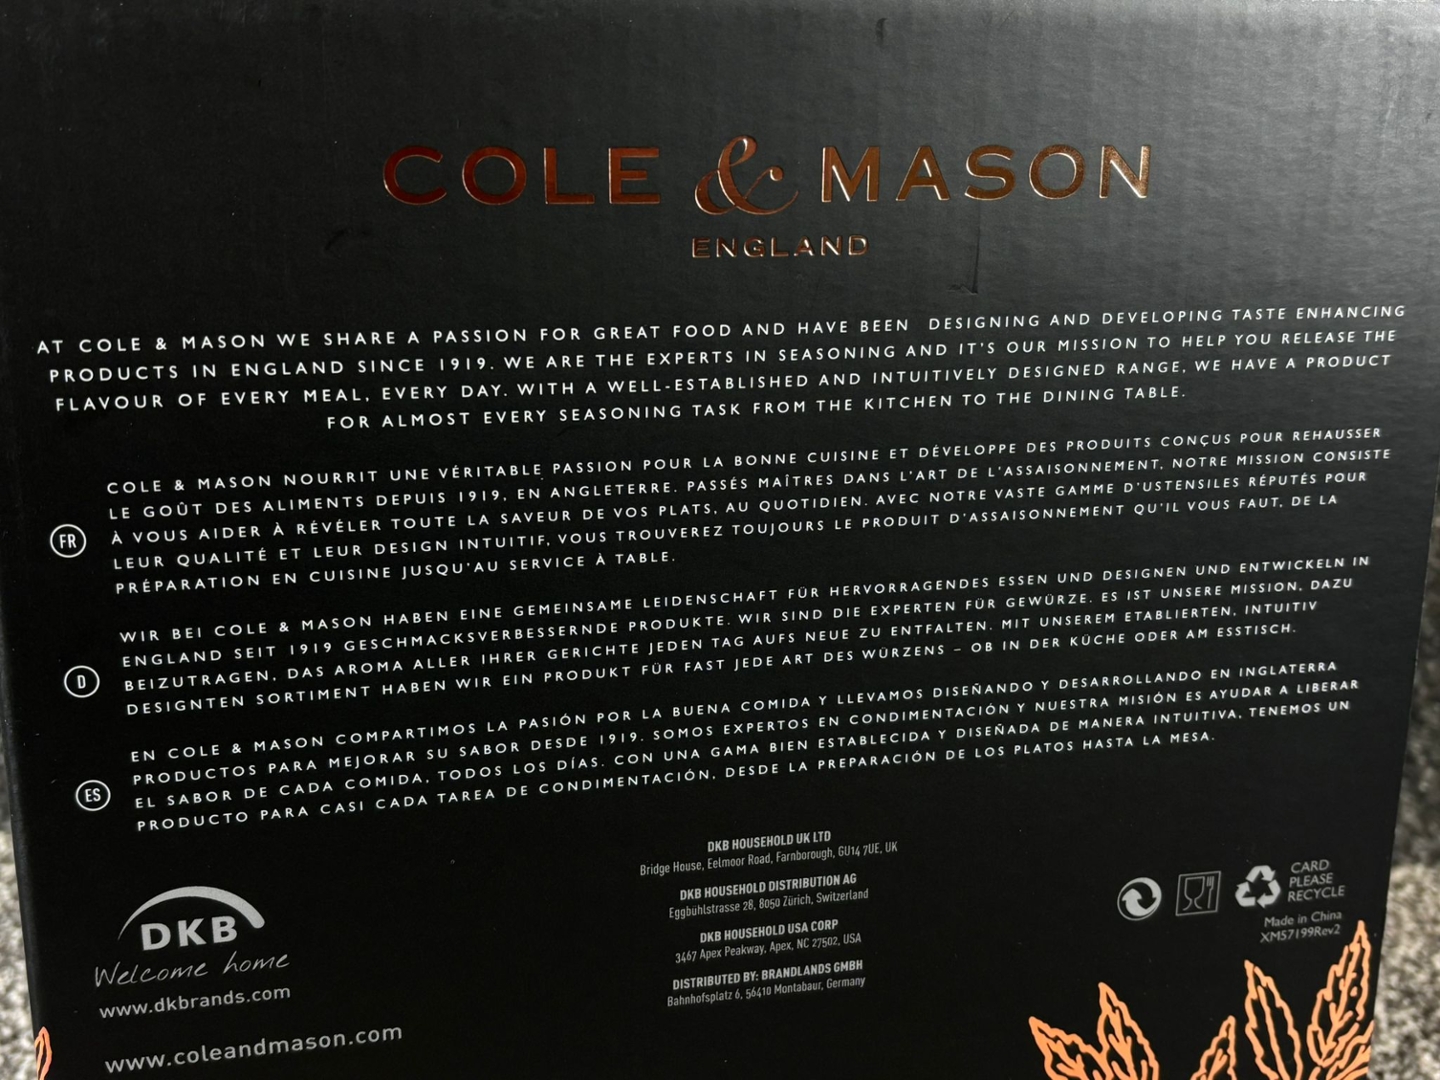 COLE & MASON
ENGLAND
AT COLE & MASON WE SHARE A PASSION FOR GREAT FOOD AND HAVE BEEN DESIGNING AND DEVELOPING TASTE ENHANCING
PRODUCTS IN ENGLAND SINCE 1919. WE ARE THE EXPERTS IN SEASONING AND IT'S OUR MISSION TO HELP YOU RELEASE THE
FLAVOUR OF EVERY MEAL, EVERY DAY. WITH A WELL-ESTABLISHED AND INTUITIVELY DESIGNED RANGE, WE HAVE A PRODUCT
FOR ALMOST EVERY SEASONING TASK FROM THE KITCHEN TO THE DINING TABLE.
FR
COLE & MASON NOURRIT UNE VÉRITABLE PASSION POUR LA BONNE CUISINE ET DÉVELOPPE DES PRODUITS CONÇUS POUR REHAUSSER
LE GOÛT DES ALIMENTS DEPUIS 1919, EN ANGLETERRE. PASSÉS MAÎTRES DANS L'ART DE L'ASSAISONNEMENT, NOTRE MISSION CONSISTE
À VOUS AIDER À RÉVÉLER TOUTE LA SAVEUR DE VOS PLATS, AU QUOTIDIEN. AVEC NOTRE VASTE GAMME D'USTENSILES RÉPUTÉS POUR
LEUR QUALITÉ ET LEUR DESIGN INTUITIF, VOUS TROUVEREZ TOUJOURS LE PRODUIT D'ASSAISONNEMENT QU'IL VOUS FAUT, DE LA
PRÉPARATION EN CUISINE JUSQU'AU SERVICE À TABLE.
D
WIR BEI COLE & MASON HABEN EINE GEMEINSAME LEIDENSCHAFT FÜR HERVORRAGENDES ESSEN UND DESIGNEN UND ENTWICKELN IN
ENGLAND SEIT 1919 GESCHMACKSVERBESSERNDE PRODUKTE. WIR SIND DIE EXPERTEN FÜR GEWÜRZE. ES IST UNSERE MISSION, DAZU
BEIZUTRAGEN, DAS AROMA ALLER IHRER GERICHTE JEDEN TAG AUFS NEUE ZU ENTFALTEN. MIT UNSEREM ETABLIERTEN, INTUITIV
DESIGNTEN SORTIMENT HABEN WIR EIN PRODUKT FÜR FAST JEDE ART DES WÜRZENS – OB IN DER KÜCHE ODER AM ESSTISCH.
ES
EN COLE & MASON COMPARTIMOS LA PASIÓN POR LA BUENA COMIDA Y LLEVAMOS DISEÑANDO Y DESARROLLANDO EN INGLATERRA
PRODUCTOS PARA MEJORAR SU SABOR DESDE 1919. SOMOS EXPERTOS EN CONDIMENTACIÓN Y NUESTRA MISIÓN ES AYUDAR A LIBERAR
EL SABOR DE CADA COMIDA, TODOS LOS DÍAS. CON UNA GAMA BIEN ESTABLECIDA Y DISEÑADA DE MANERA INTUITIVA, TENEMOS UN
PRODUCTO PARA CASI CADA TAREA DE CONDIMENTACIÓN, DESDE LA PREPARACIÓN DE LOS PLATOS HASTA LA MESA.
DKB
Welcome home
www.dkbrands.com
www.coleandmason.com
DKB HOUSEHOLD UK LTD
Bridge House, Eelmoor Road, Farnborough, GU14 7UE, UK
DKB HOUSEHOLD DISTRIBUTION AG
Eggbühlstrasse 28, 8050 Zürich, Switzerland
DKB HOUSEHOLD USA CORP
3467 Apex Peakway, Apex, NC 27502, USA
DISTRIBUTED BY: BRANDLANDS GMBH
Bahnhofsplatz 6, 56410 Montabaur, Germany
CARD
PLEASE
RECYCLE
Made in China
XM57199Rev2